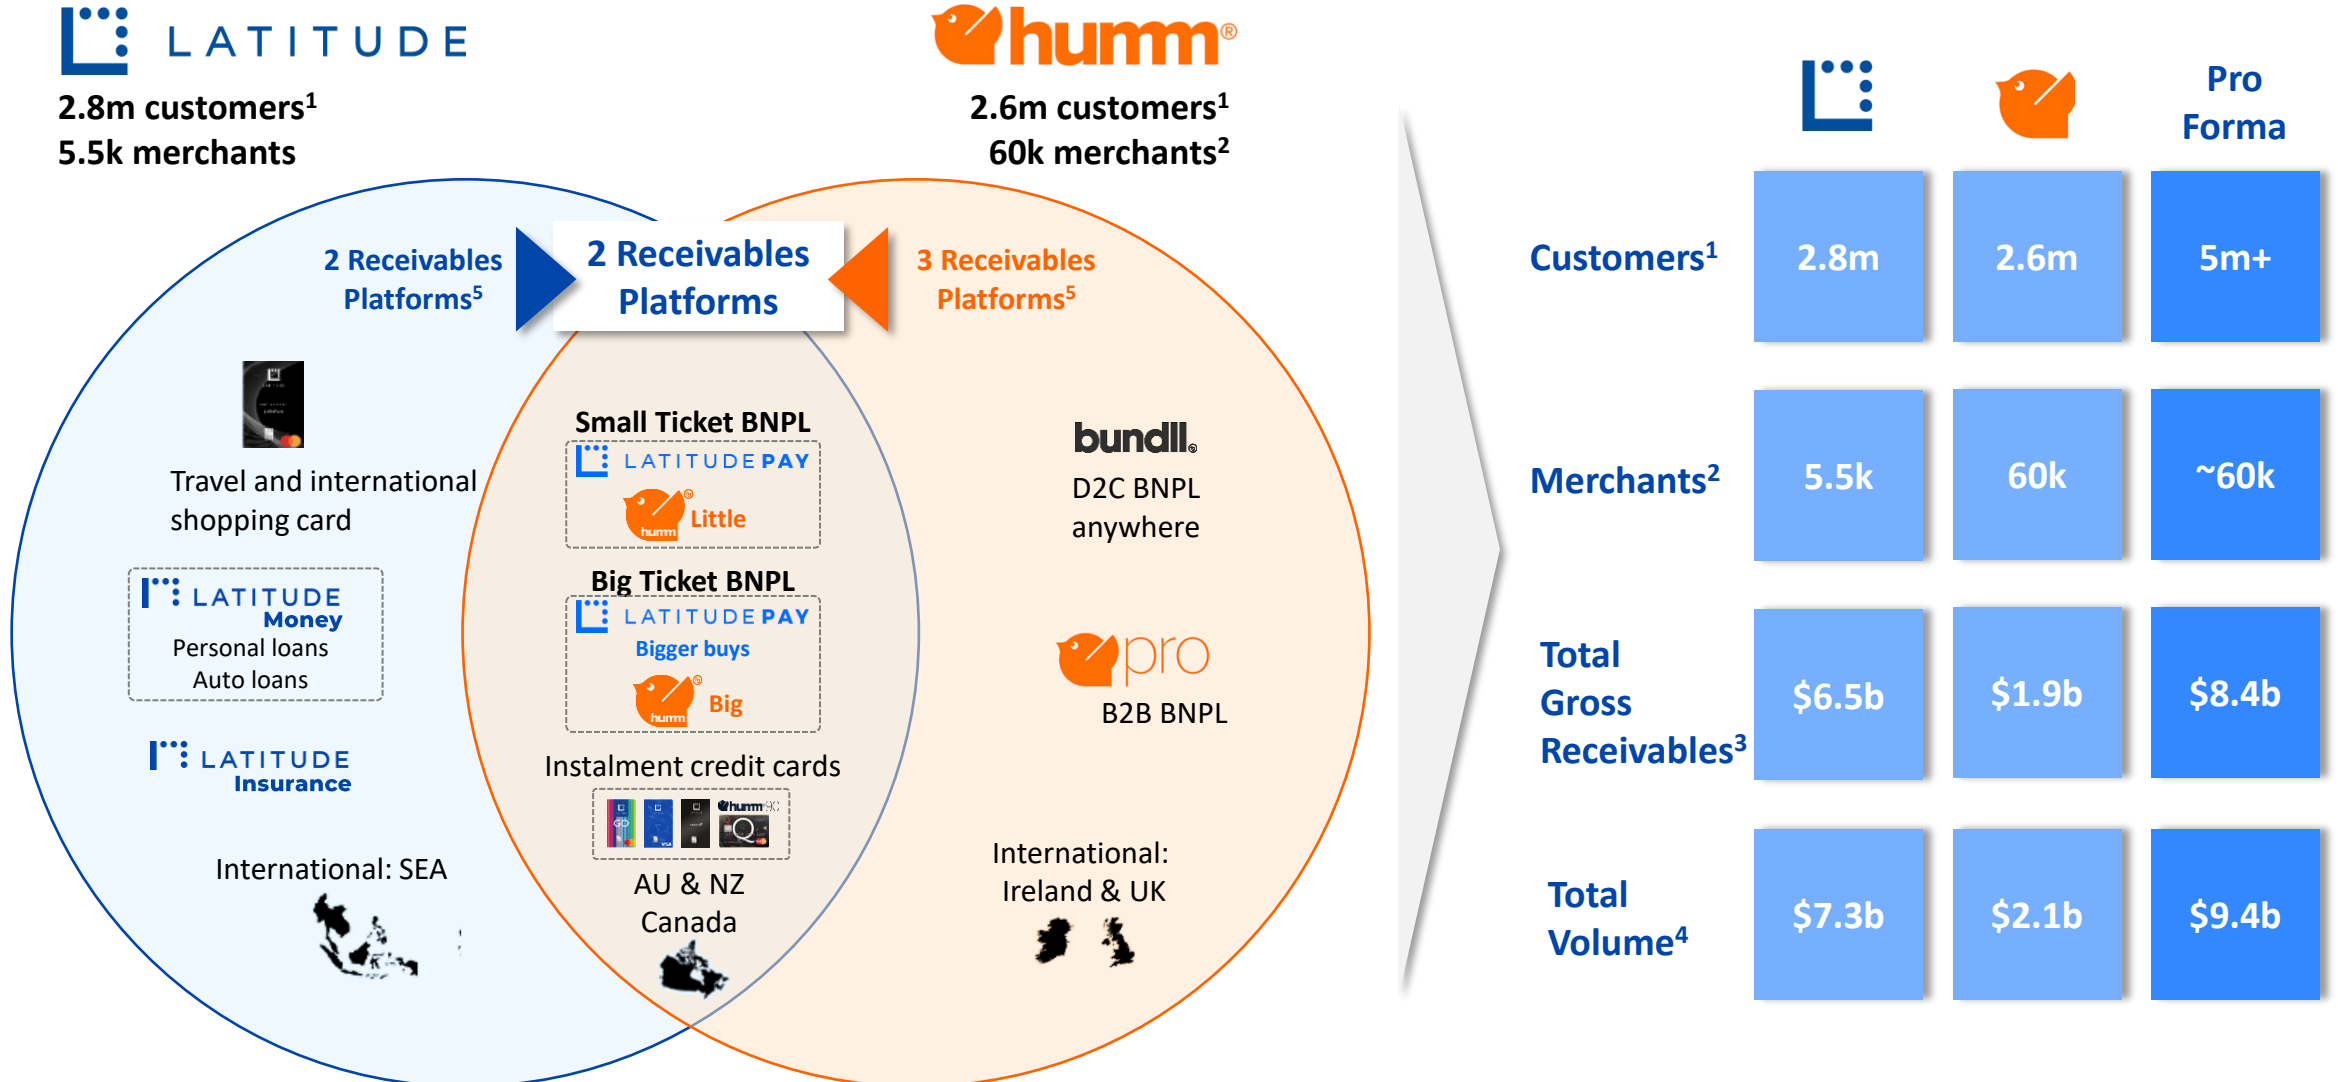 LATITUDE
2.8m customers¹
5.5k merchants
humm®
2.6m customers¹
60k merchants²
2 Receivables
Platforms⁵
2 Receivables
Platforms
3 Receivables
Platforms⁵
Travel and international
shopping card
LATITUDE
Money
Personal loans
Auto loans
LATITUDE
Insurance
International: SEA
Small Ticket BNPL
LATITUDE PAY
humm® Little
Big Ticket BNPL
LATITUDE PAY
Bigger buys
humm® Big
Instalment credit cards
GO
VISA
humm90
Q
AU & NZ
Canada
bundll
D2C BNPL
anywhere
pro
B2B BNPL
International:
Ireland & UK
Pro
Forma
Customers¹ 2.8m 2.6m 5m+
Merchants² 5.5k 60k ~60k
Total
Gross
Receivables³
$6.5b $1.9b $8.4b
Total
Volume⁴
$7.3b $2.1b $9.4b